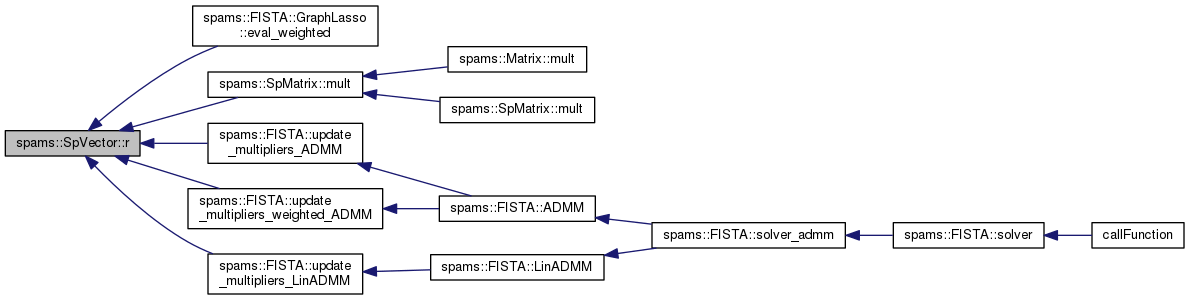 spams::FISTA::GraphLasso
::eval_weighted
spams::Matrix::mult
spams::SpMatrix::mult
spams::SpMatrix::mult
spams::SpVector::r
spams::FISTA::update
_multipliers_ADMM
spams::FISTA::update
_multipliers_weighted_ADMM
spams::FISTA::ADMM
spams::FISTA::solver_admm
spams::FISTA::solver
callFunction
spams::FISTA::update
_multipliers_LinADMM
spams::FISTA::LinADMM